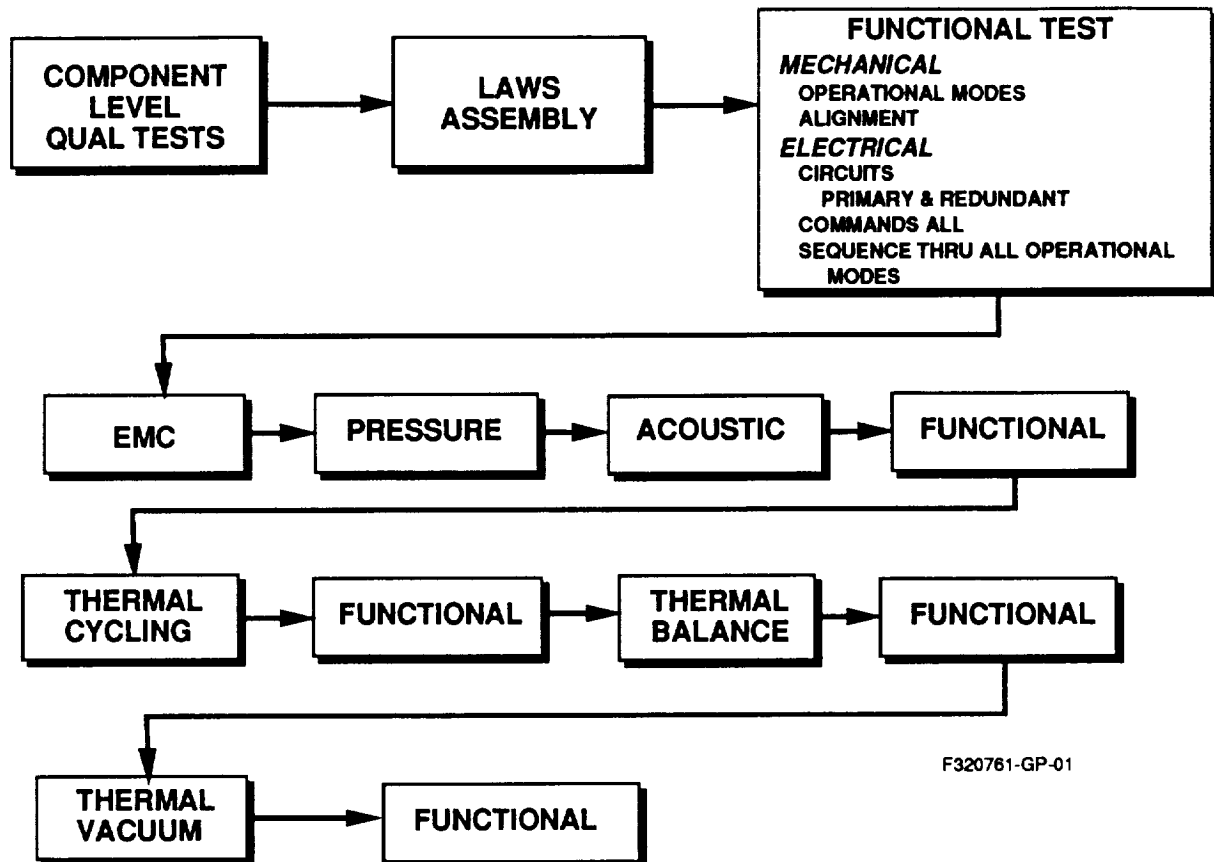 COMPONENT
LEVEL
QUAL TESTS
LAWS
ASSEMBLY
FUNCTIONAL TEST
MECHANICAL
OPERATIONAL MODES
ALIGNMENT
ELECTRICAL
CIRCUITS
PRIMARY & REDUNDANT
COMMANDS ALL
SEQUENCE THRU ALL OPERATIONAL
MODES
EMC
PRESSURE
ACOUSTIC
FUNCTIONAL
THERMAL
CYCLING
FUNCTIONAL
THERMAL
BALANCE
FUNCTIONAL
F320761-GP-01
THERMAL
VACUUM
FUNCTIONAL